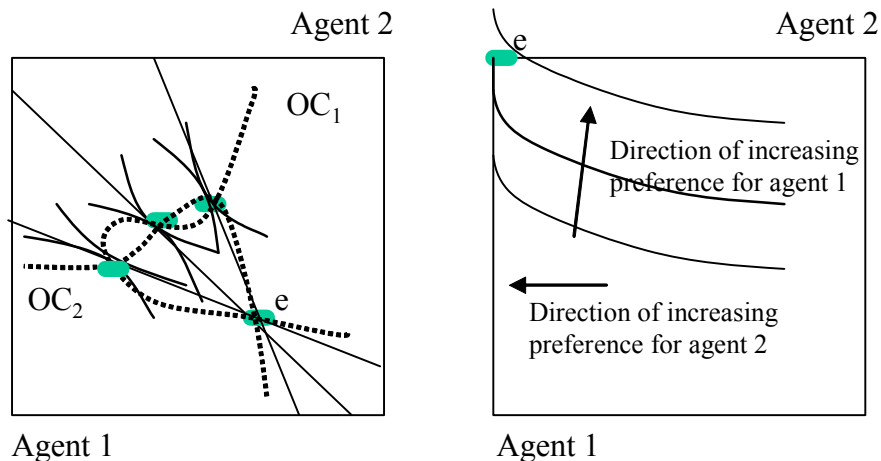 Agent 2
OC1
OC2
e
Agent 1
Agent 2
e
Direction of increasing
preference for agent 1
Direction of increasing
preference for agent 2
Agent 1